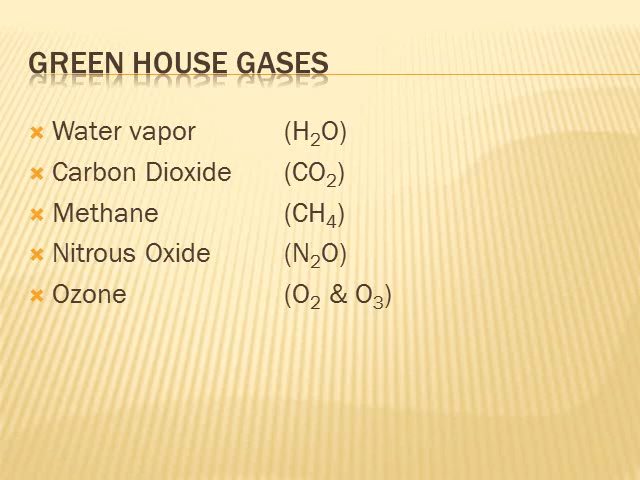 GREEN HOUSE GASES
Water vapor (H₂O)
Carbon Dioxide (CO₂)
Methane (CH₄)
Nitrous Oxide (N₂O)
Ozone (O₂ & O₃)